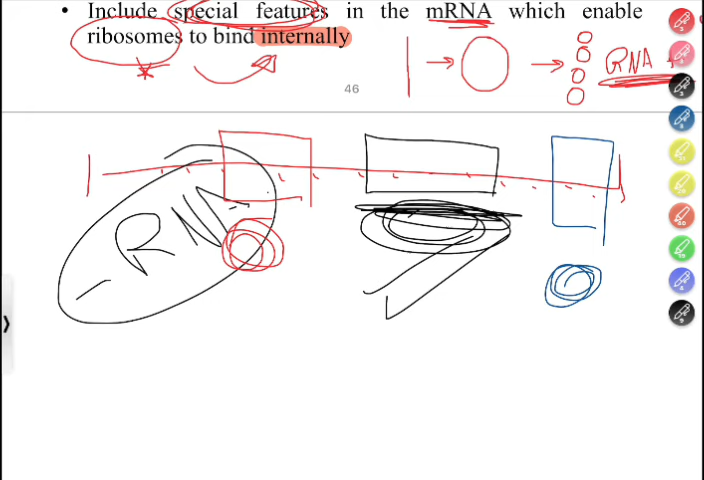 • Include special features in the mRNA which enable
ribosomes to bind internally
RNA +
46
- RNA